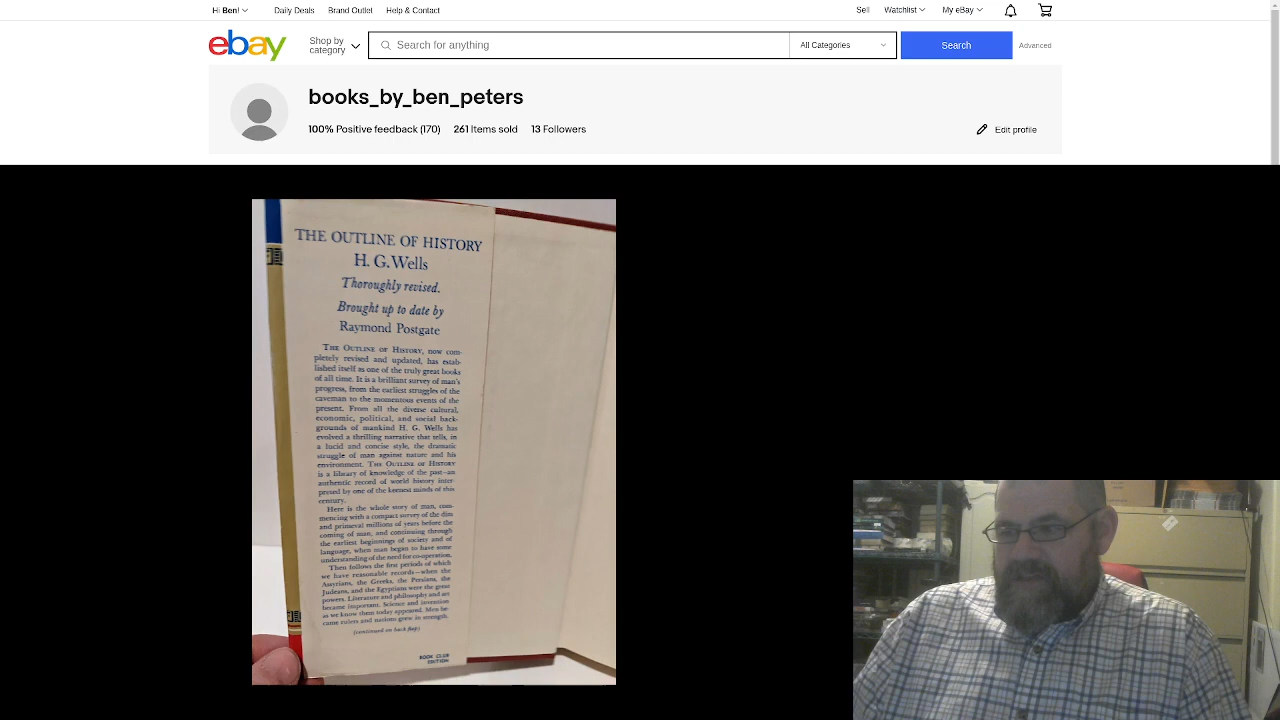 Hi Ben!
Daily Deals
Brand Outlet
Help & Contact
Sell
Watchlist
My eBay
ebay
Shop by
category
Search for anything
All Categories
Search
Advanced
books_by_ben_peters
100% Positive feedback (170)
261 Items sold
13 Followers
Edit profile
THE OUTLINE OF HISTORY
H. G. Wells
Thoroughly revised.
Brought up to date by
Raymond Postgate
THE OUTLINE OF HISTORY, now com-
pletely revised and updated, has estab-
lished itself as one of the truly great books
of all time. It is a brilliant survey of man's
progress, from the earliest struggles of the
caveman to the momentous events of the
present. From all the diverse cultural,
economic, political, and social back-
grounds of mankind H. G. Wells has
evolved a thrilling narrative that tells, in
a lucid and concise style, the dramatic
struggle of man against nature and his
environment. THE OUTLINE OF HISTORY
is a library of knowledge of the past—an
authentic record of world history inter-
preted by one of the keenest minds of this
century.
Here is the whole story of man, com-
mencing with a compact survey of the dim
and primeval millions of years before the
coming of man, and continuing through
the earliest beginnings of society and of
language, when man began to have some
understanding of the need for co-operation.
Then follows the first periods of which
we have reasonable records—when the
Assyrians, the Greeks, the Persians, the
Judeans, and the Egyptians were the great
powers. Literature and philosophy and art
became important. Science and invention
as we know them today appeared. Men be-
came rulers and nations grew in strength.
(continued on back flap)
BOOK CLUB
EDITION